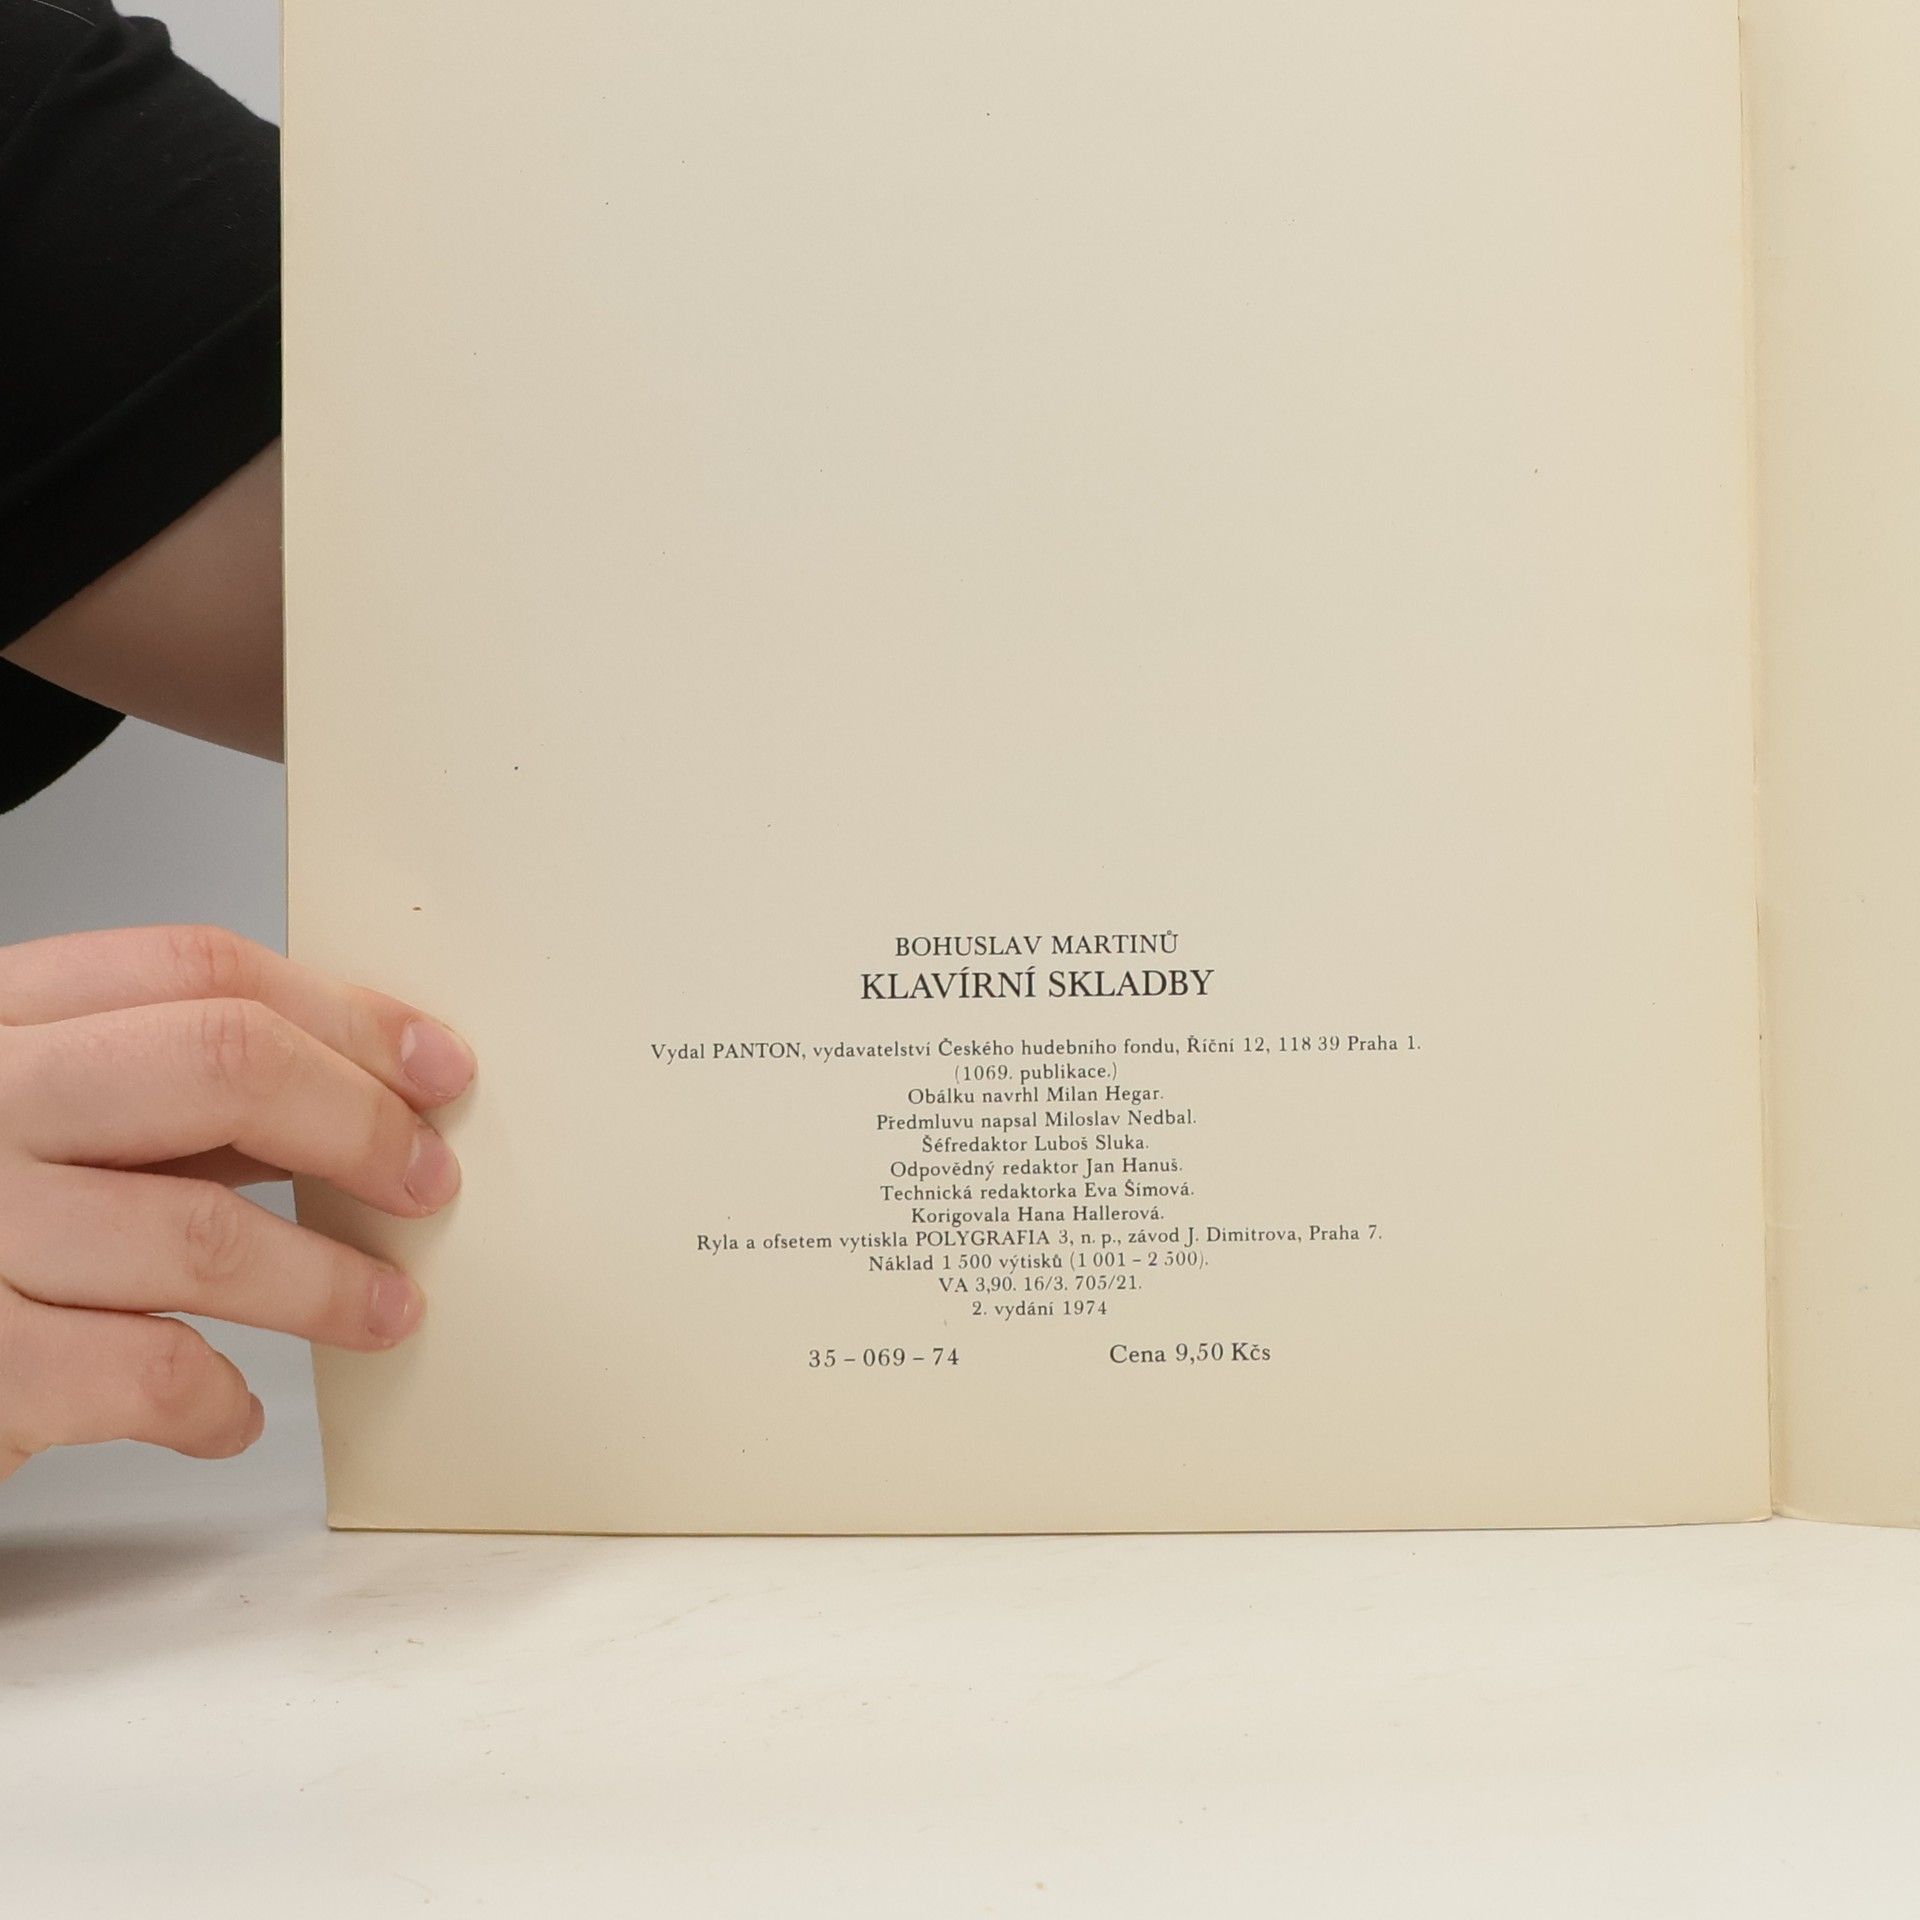 BOHUSLAV MARTINŮ
KLAVÍRNÍ SKLADBY
Vydal PANTON, vydavatelství Českého hudebního fondu, Říční 12, 118 39 Praha 1.
(1069. publikace.)
Obálku navrhl Milan Hegar.
Předmluvu napsal Miloslav Nedbal.
Šéfredaktor Luboš Sluka.
Odpovědný redaktor Jan Hanuš.
Technická redaktorka Eva Šímová.
Korigovala Hana Hallerová.
Ryla a ofsetem vytiskla POLYGRAFIA 3, n. p., závod J. Dimitrova, Praha 7.
Náklad 1 500 výtisků (1 001 – 2 500).
VA 3,90. 16/3. 705/21.
2. vydání 1974
35 – 069 – 74 Cena 9,50 Kčs